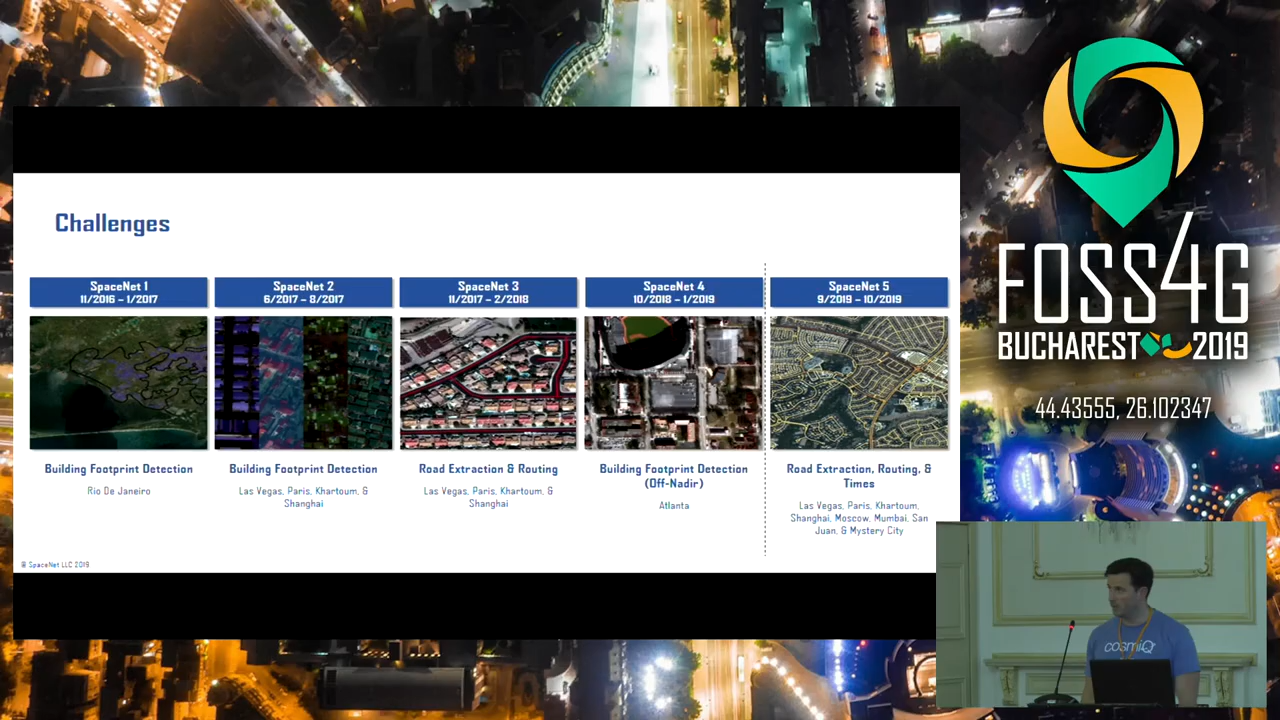 Challenges
SpaceNet 1
11/2016 – 1/2017
SpaceNet 2
6/2017 – 8/2017
SpaceNet 3
11/2017 – 2/2018
SpaceNet 4
10/2018 – 1/2019
SpaceNet 5
9/2019 – 10/2019
Building Footprint Detection
Rio De Janeiro
Building Footprint Detection
Las Vegas, Paris, Khartoum, &
Shanghai
Road Extraction & Routing
Las Vegas, Paris, Khartoum, &
Shanghai
Building Footprint Detection
(Off-Nadir)
Atlanta
Road Extraction, Routing, &
Times
Las Vegas, Paris, Khartoum,
Shanghai, Moscow, Mumbai, San
Juan, & Mystery City
© SpaceNet LLC 2019
FOSS4G
BUCHAREST 2019
44.43555, 26.102347
cosmiQ